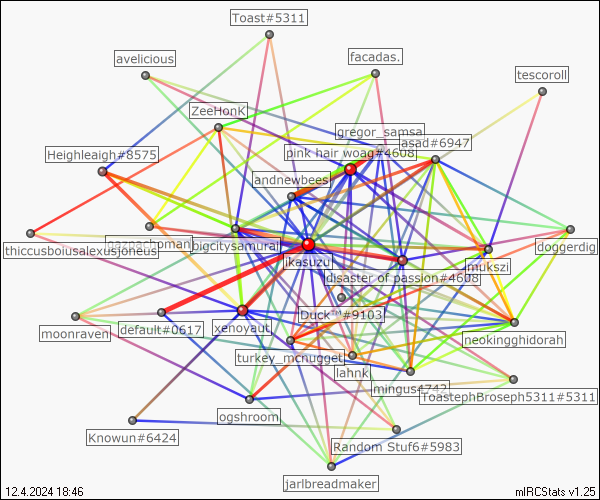 Toast#5311
avelicious
facadas.
tescoroll
ZeeHonK
gregor_samsa
asad#6947
pink hair woag#4608
Heighleaigh#8575
andnewbees
thiccusboiusalexusjoneus
gazpachoman
bigcitysamurai
ikasuzu
doggerdig
mukszi
disaster of passion#4608
moonraven
default#0617
xenoyaut
Duck™#9103
neokingghidorah
turkey_mcnugget
lahnk
mingus4742
ToastephBroseph5311#5311
ogshroom
Knowun#6424
Random Stuf6#5983
jarlbreadmaker
12.4.2024 18:46
mIRCStats v1.25